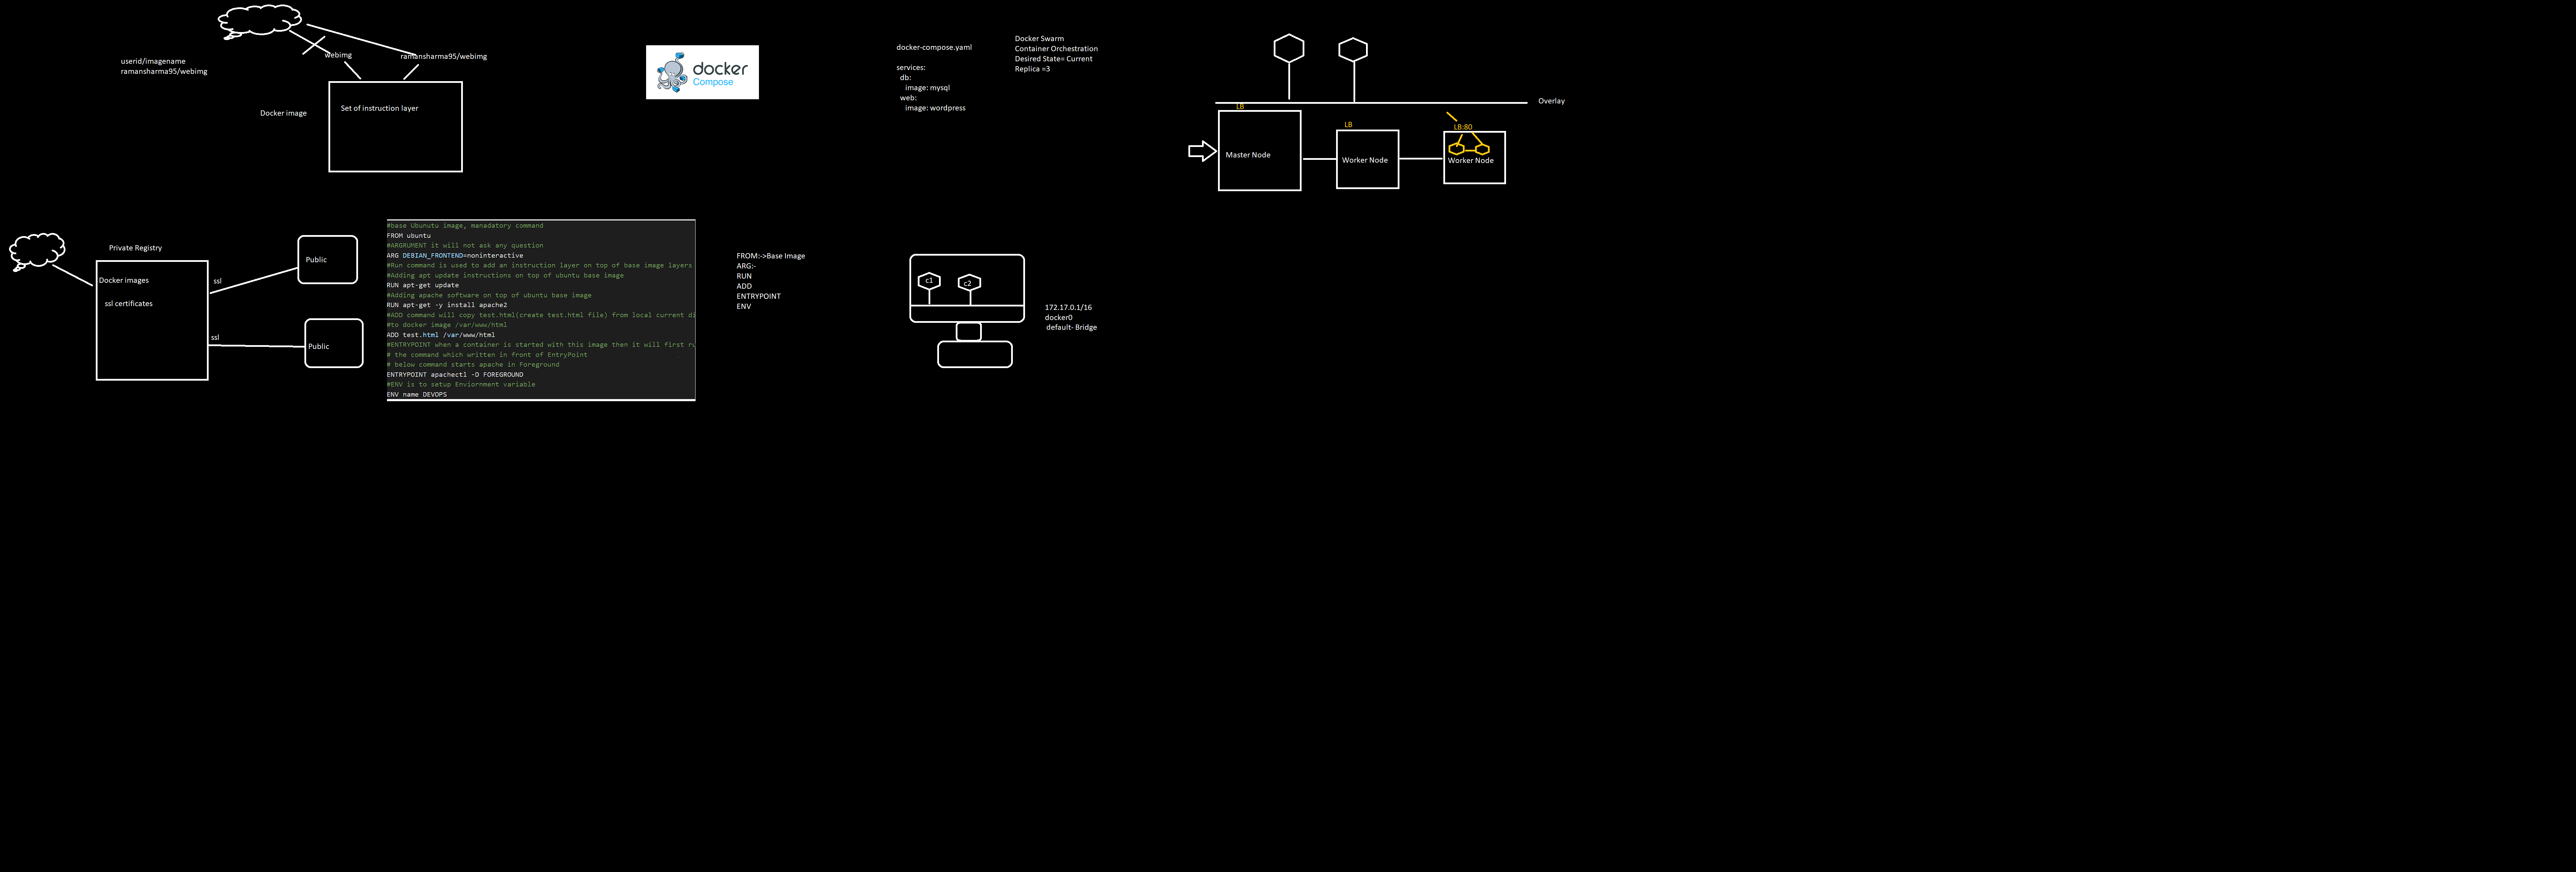 webimg
ramansharma95/webimg
userid/imagename
ramansharma95/webimg
Docker image
Set of instruction layer
docker
Compose
docker-compose.yaml
services:
db:
image: mysql
web:
image: wordpress
Docker Swarm
Container Orchestration
Desired State= Current
Replica =3
Overlay
LB
LB
LB:80
Master Node
Worker Node
Worker Node
Private Registry
Docker images
ssl certificates
ssl
ssl
Public
Public
#base Ubunutu image, manadatory command
FROM ubuntu
#ARGRUMENT it will not ask any question
ARG DEBIAN_FRONTEND=noninteractive
#Run command is used to add an instruction layer on top of base image layers
#Adding apt update instructions on top of ubuntu base image
RUN apt-get update
#Adding apache software on top of ubuntu base image
RUN apt-get -y install apache2
#ADD command will copy test.html(create test.html file) from local current di
#to docker image /var/www/html
ADD test.html /var/www/html
#ENTRYPOINT when a container is started with this image then it will first ru
# the command which written in front of EntryPoint
# below command starts apache in Foreground
ENTRYPOINT apachectl -D FOREGROUND
#ENV is to setup Enviornment variable
ENV name DEVOPS
FROM:->Base Image
ARG:-
RUN
ADD
ENTRYPOINT
ENV
c1
c2
172.17.0.1/16
docker0
default- Bridge